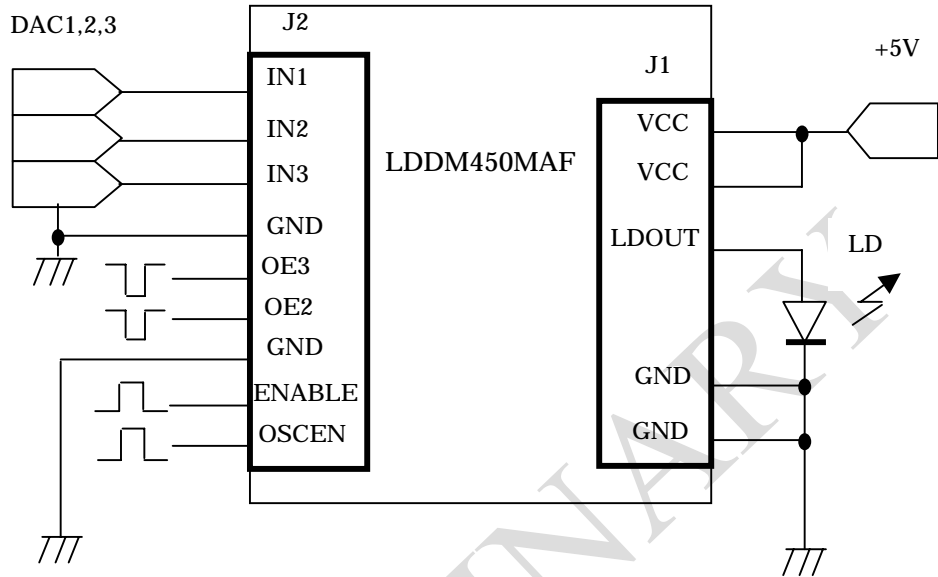 DAC1,2,3
J2
J1
+5V
IN1
IN2
IN3
GND
OE3
OE2
GND
ENABLE
OSCEN
LDDM450MAF
VCC
VCC
LDOUT
GND
GND
LD